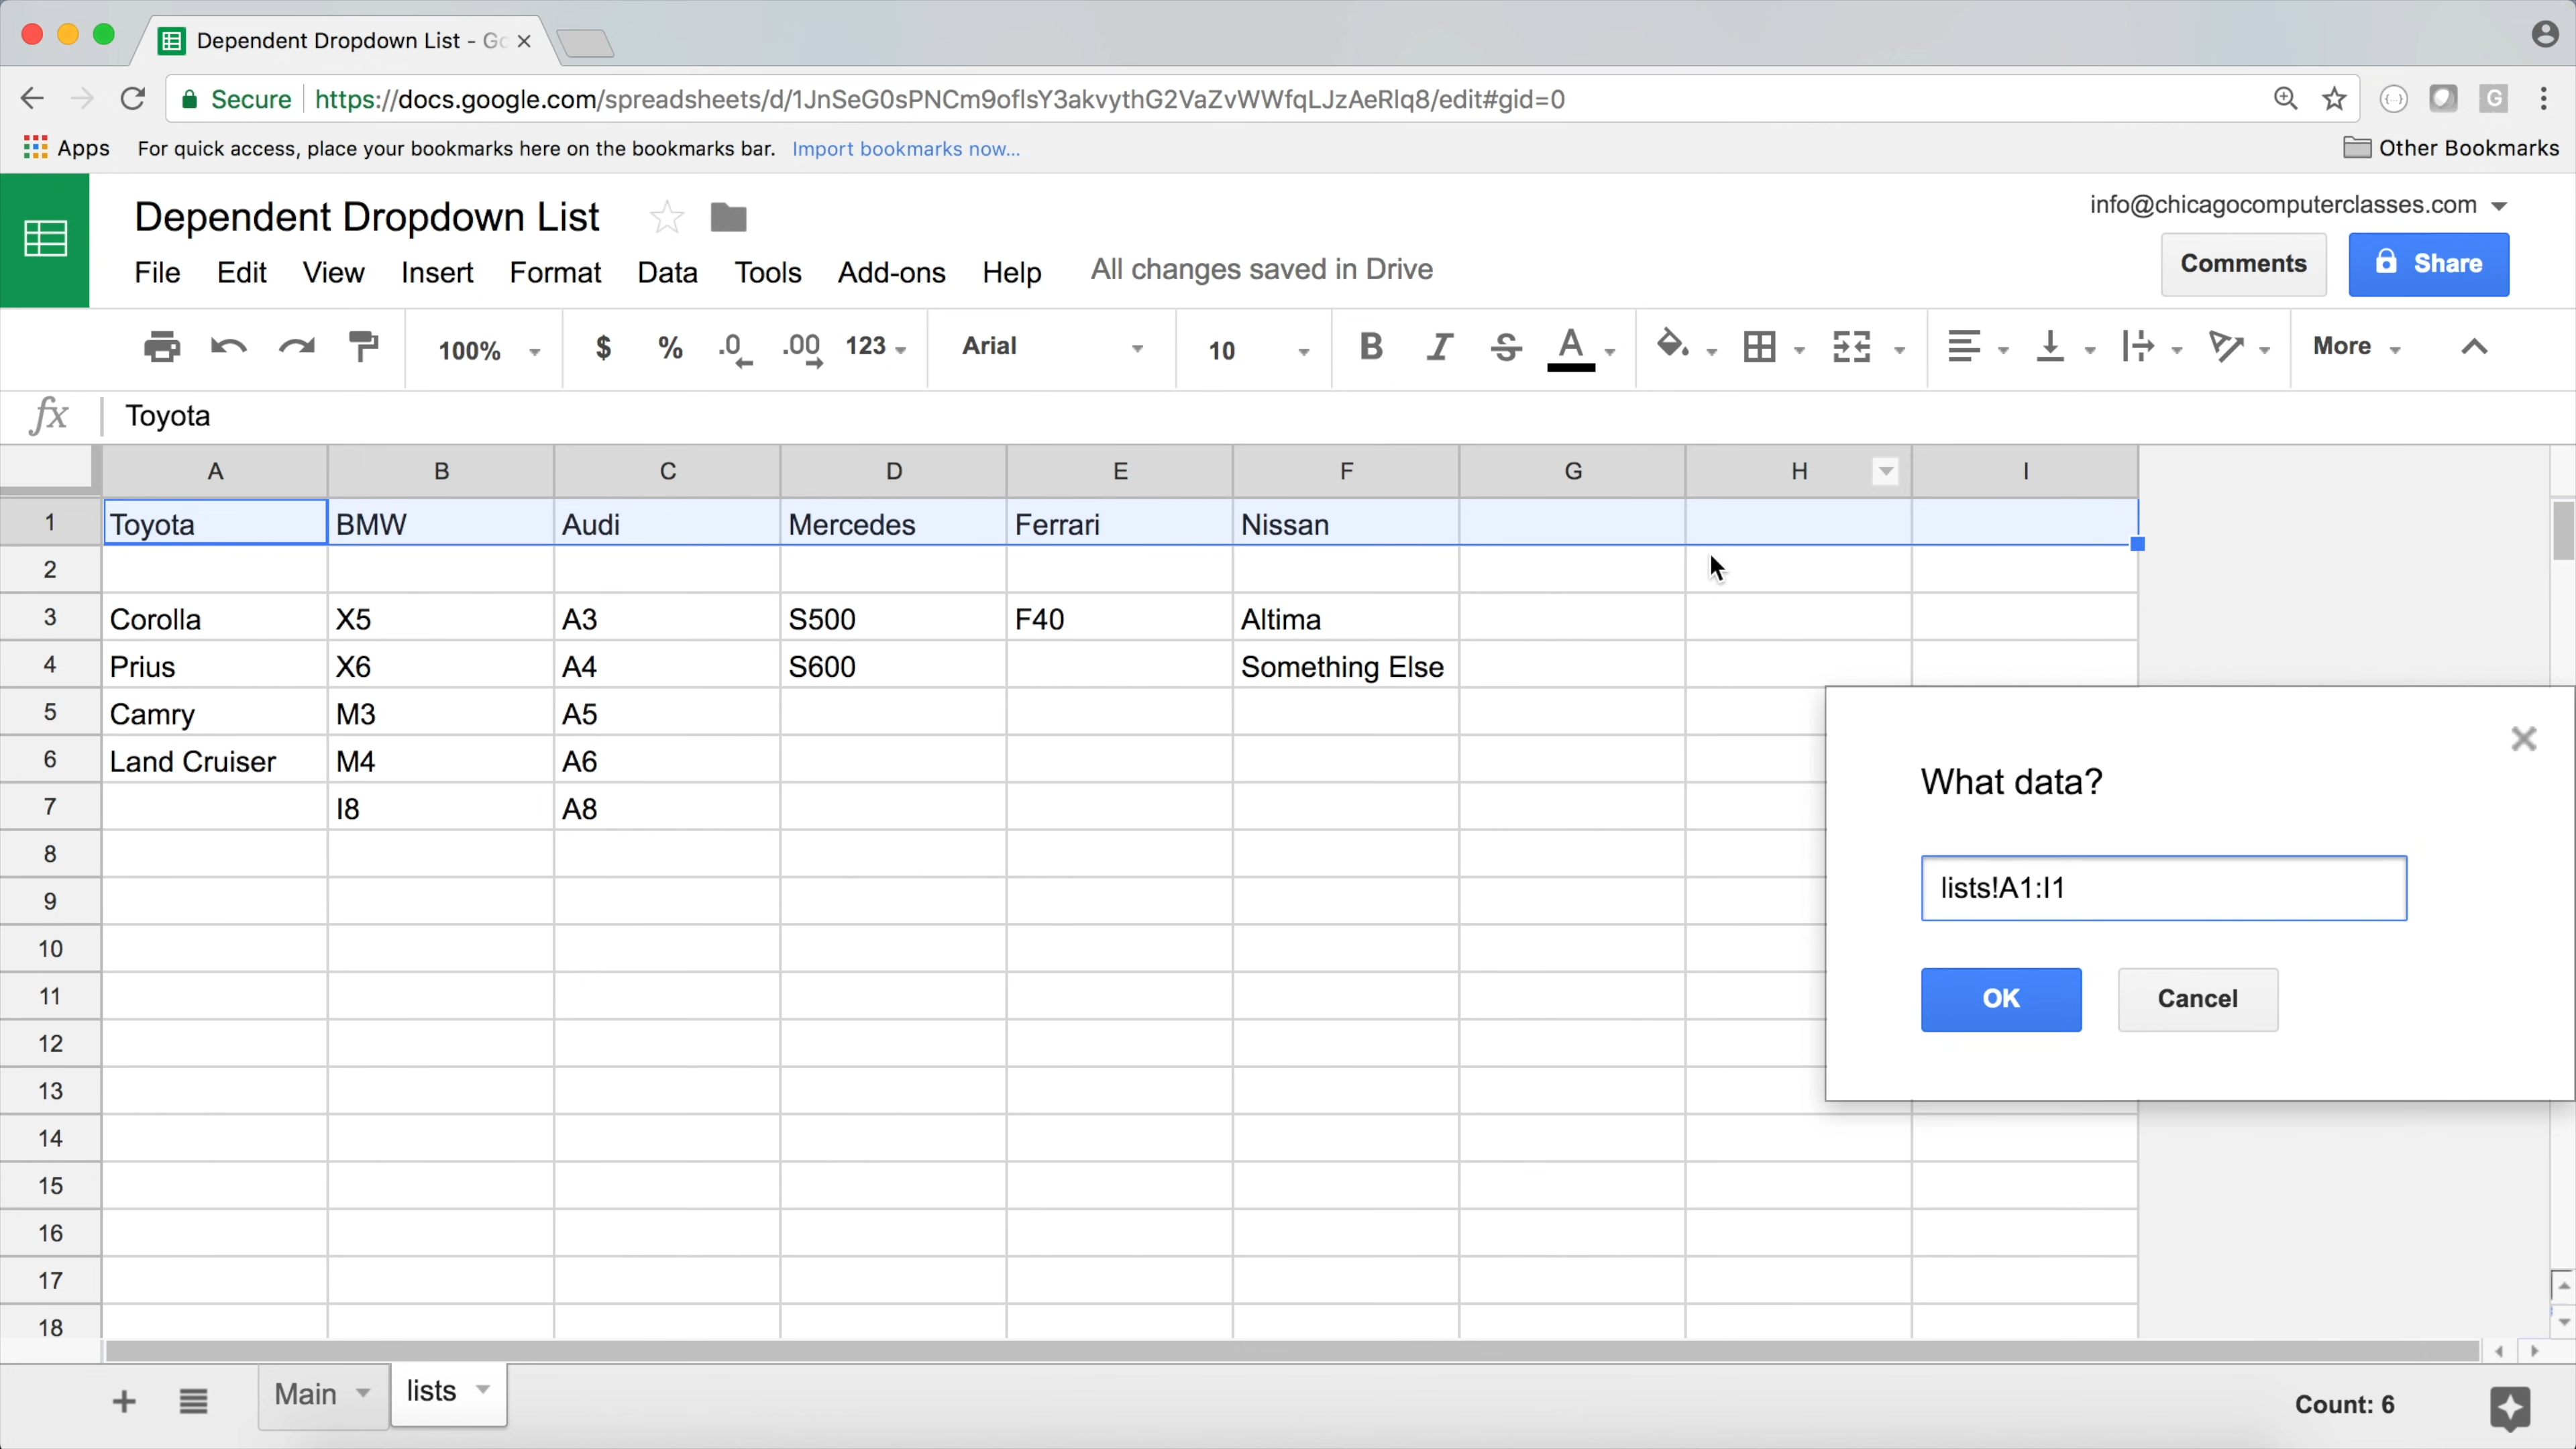 Dependent Dropdown List - Go
Secure https://docs.google.com/spreadsheets/d/1JnSeG0sPNCm9oflsY3akvythG2VaZvWWfqLJzAeRlq8/edit#gid=0
Apps For quick access, place your bookmarks here on the bookmarks bar. Import bookmarks now... Other Bookmarks
Dependent Dropdown List info@chicagocomputerclasses.com
File Edit View Insert Format Data Tools Add-ons Help All changes saved in Drive Comments Share
100% $ % .0 .00 123 Arial 10 B I S A More
fx Toyota
A B C D E F G H I
1 Toyota BMW Audi Mercedes Ferrari Nissan
2
3 Corolla X5 A3 S500 F40 Altima
4 Prius X6 A4 S600 Something Else
5 Camry M3 A5
6 Land Cruiser M4 A6
7 I8 A8
8
9
10
11
12
13
14
15
16
17
18
What data?
lists!A1:I1
OK Cancel
Main lists Count: 6